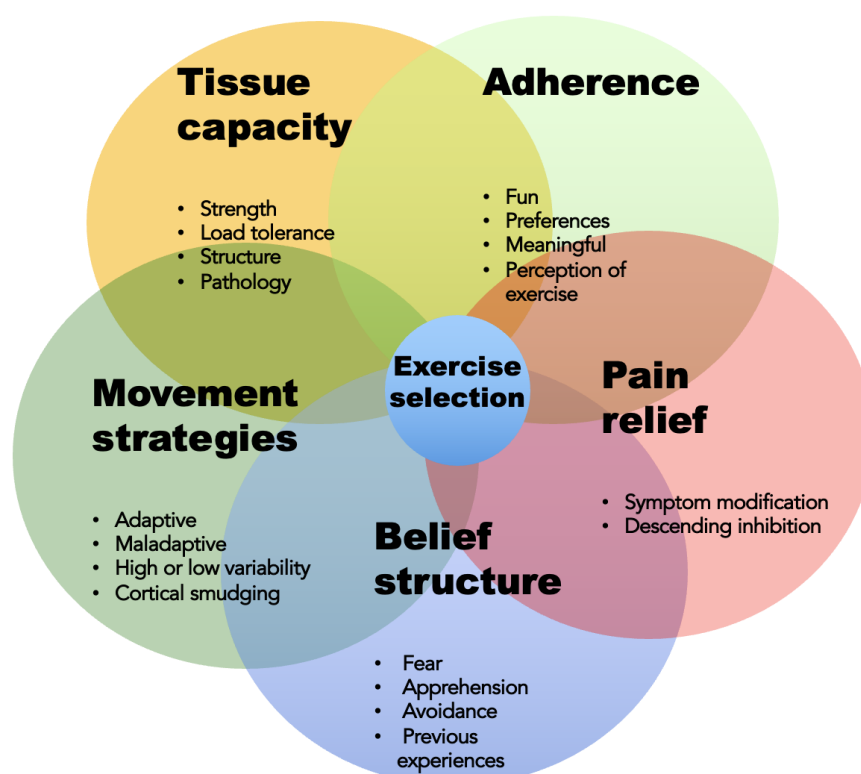 Tissue
capacity
• Strength
• Load tolerance
• Structure
• Pathology
Adherence
• Fun
• Preferences
• Meaningful
• Perception of
exercise
Exercise
selection
Movement
strategies
• Adaptive
• Maladaptive
• High or low variability
• Cortical smudging
Pain
relief
• Symptom modification
• Descending inhibition
Belief
structure
• Fear
• Apprehension
• Avoidance
• Previous
experiences